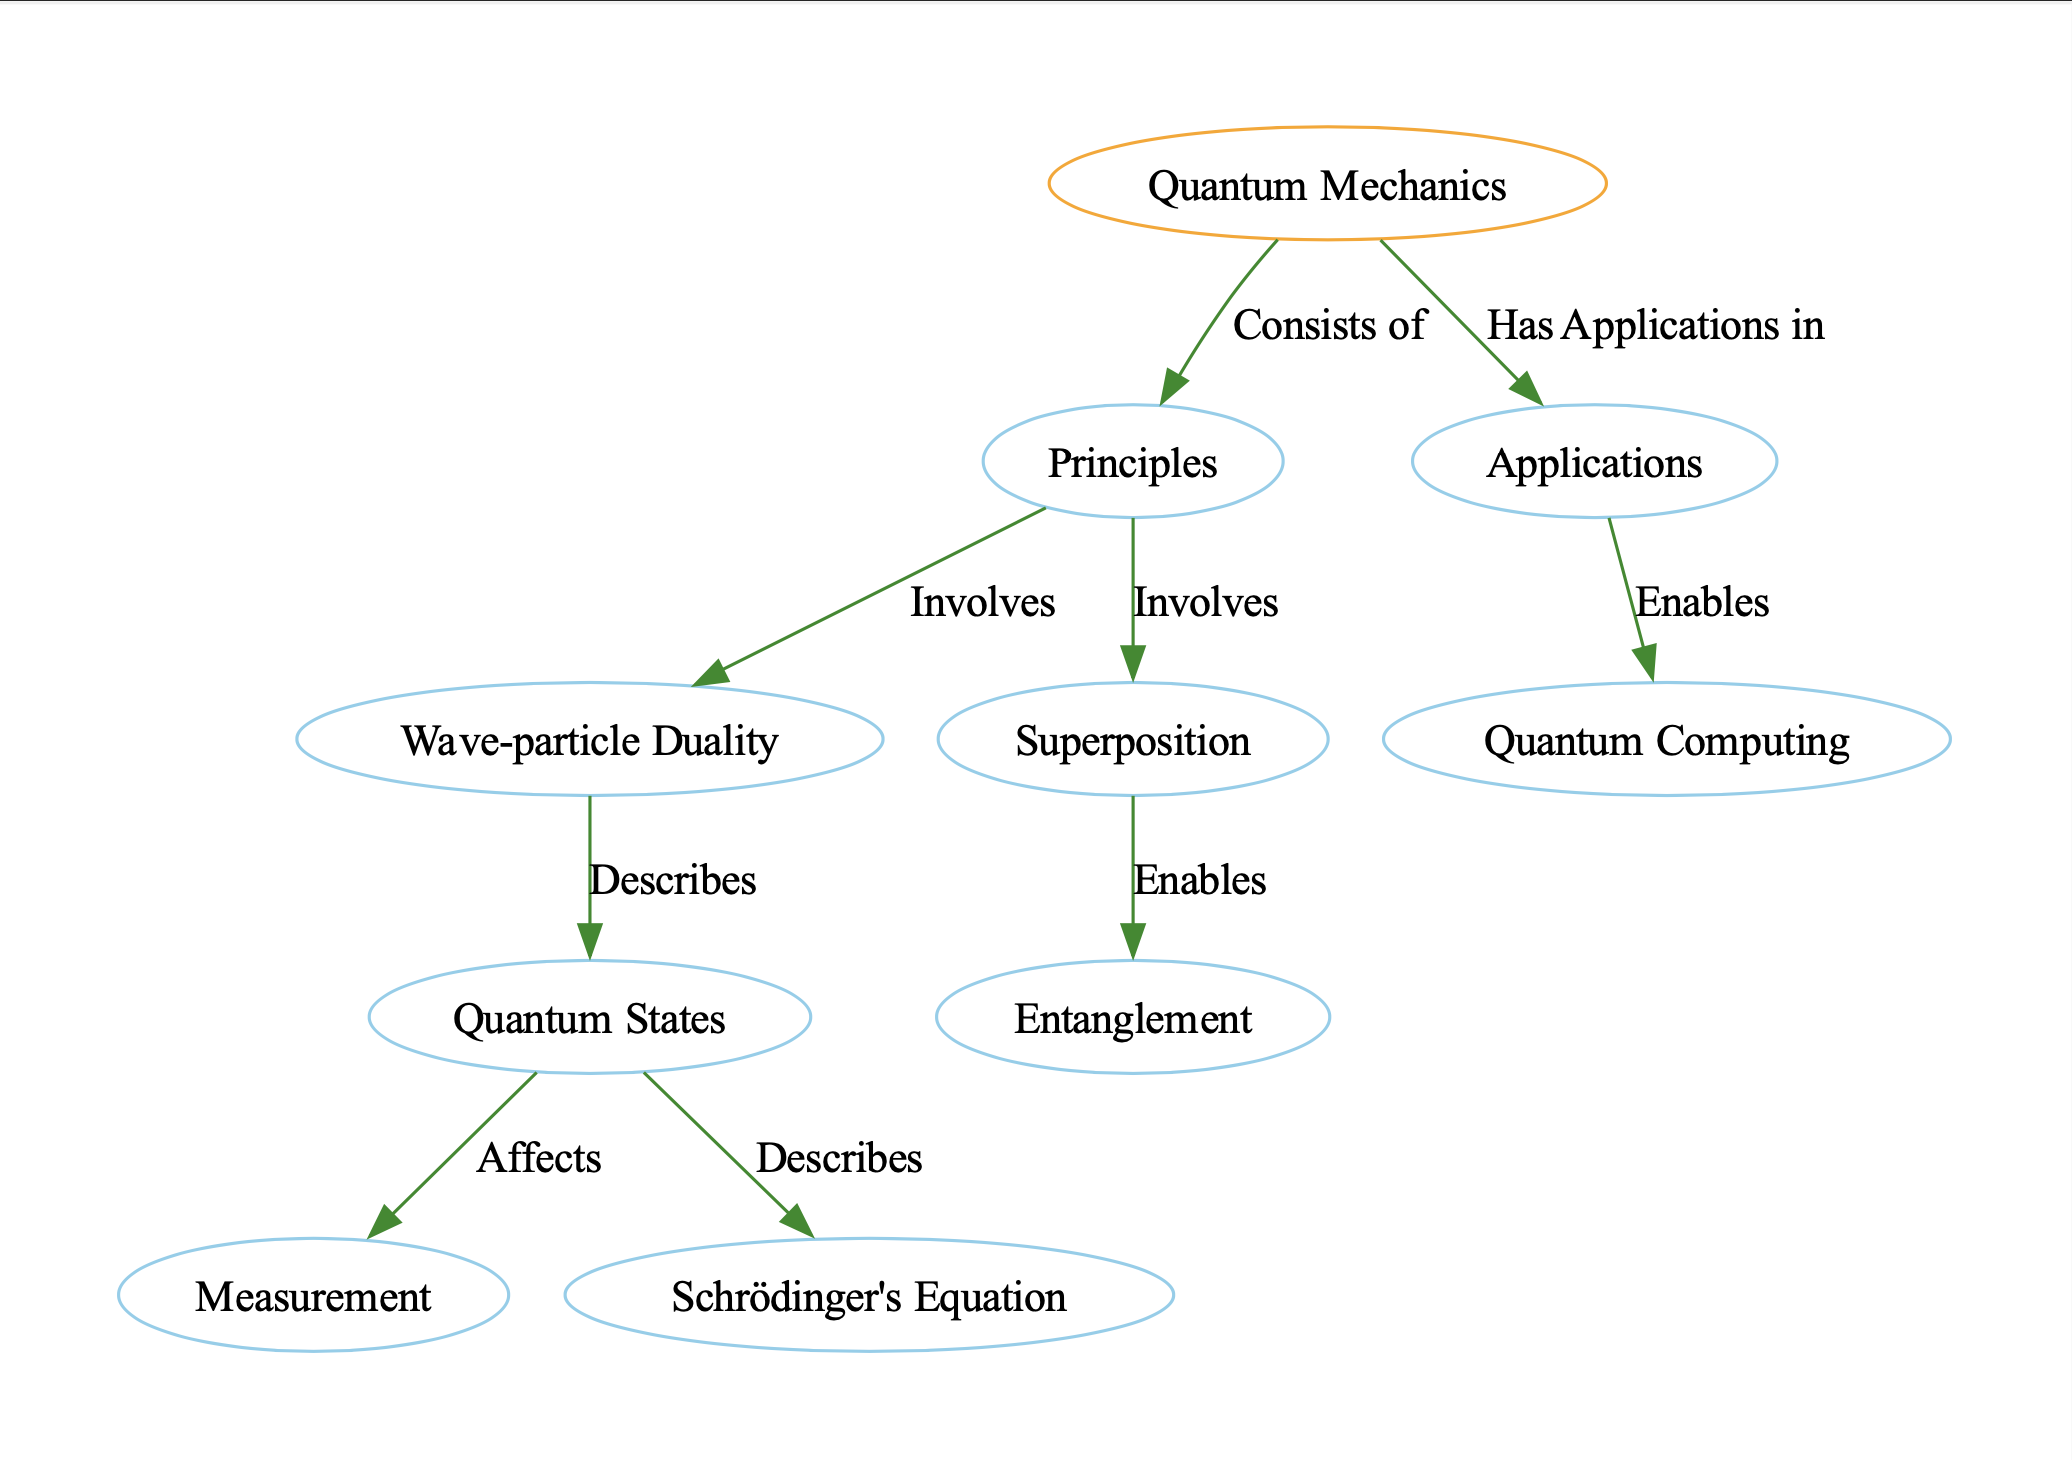 Quantum Mechanics
Consists of
Has Applications in
Principles
Applications
Involves
Involves
Enables
Wave-particle Duality
Superposition
Quantum Computing
Describes
Enables
Quantum States
Entanglement
Affects
Describes
Measurement
Schrödinger's Equation